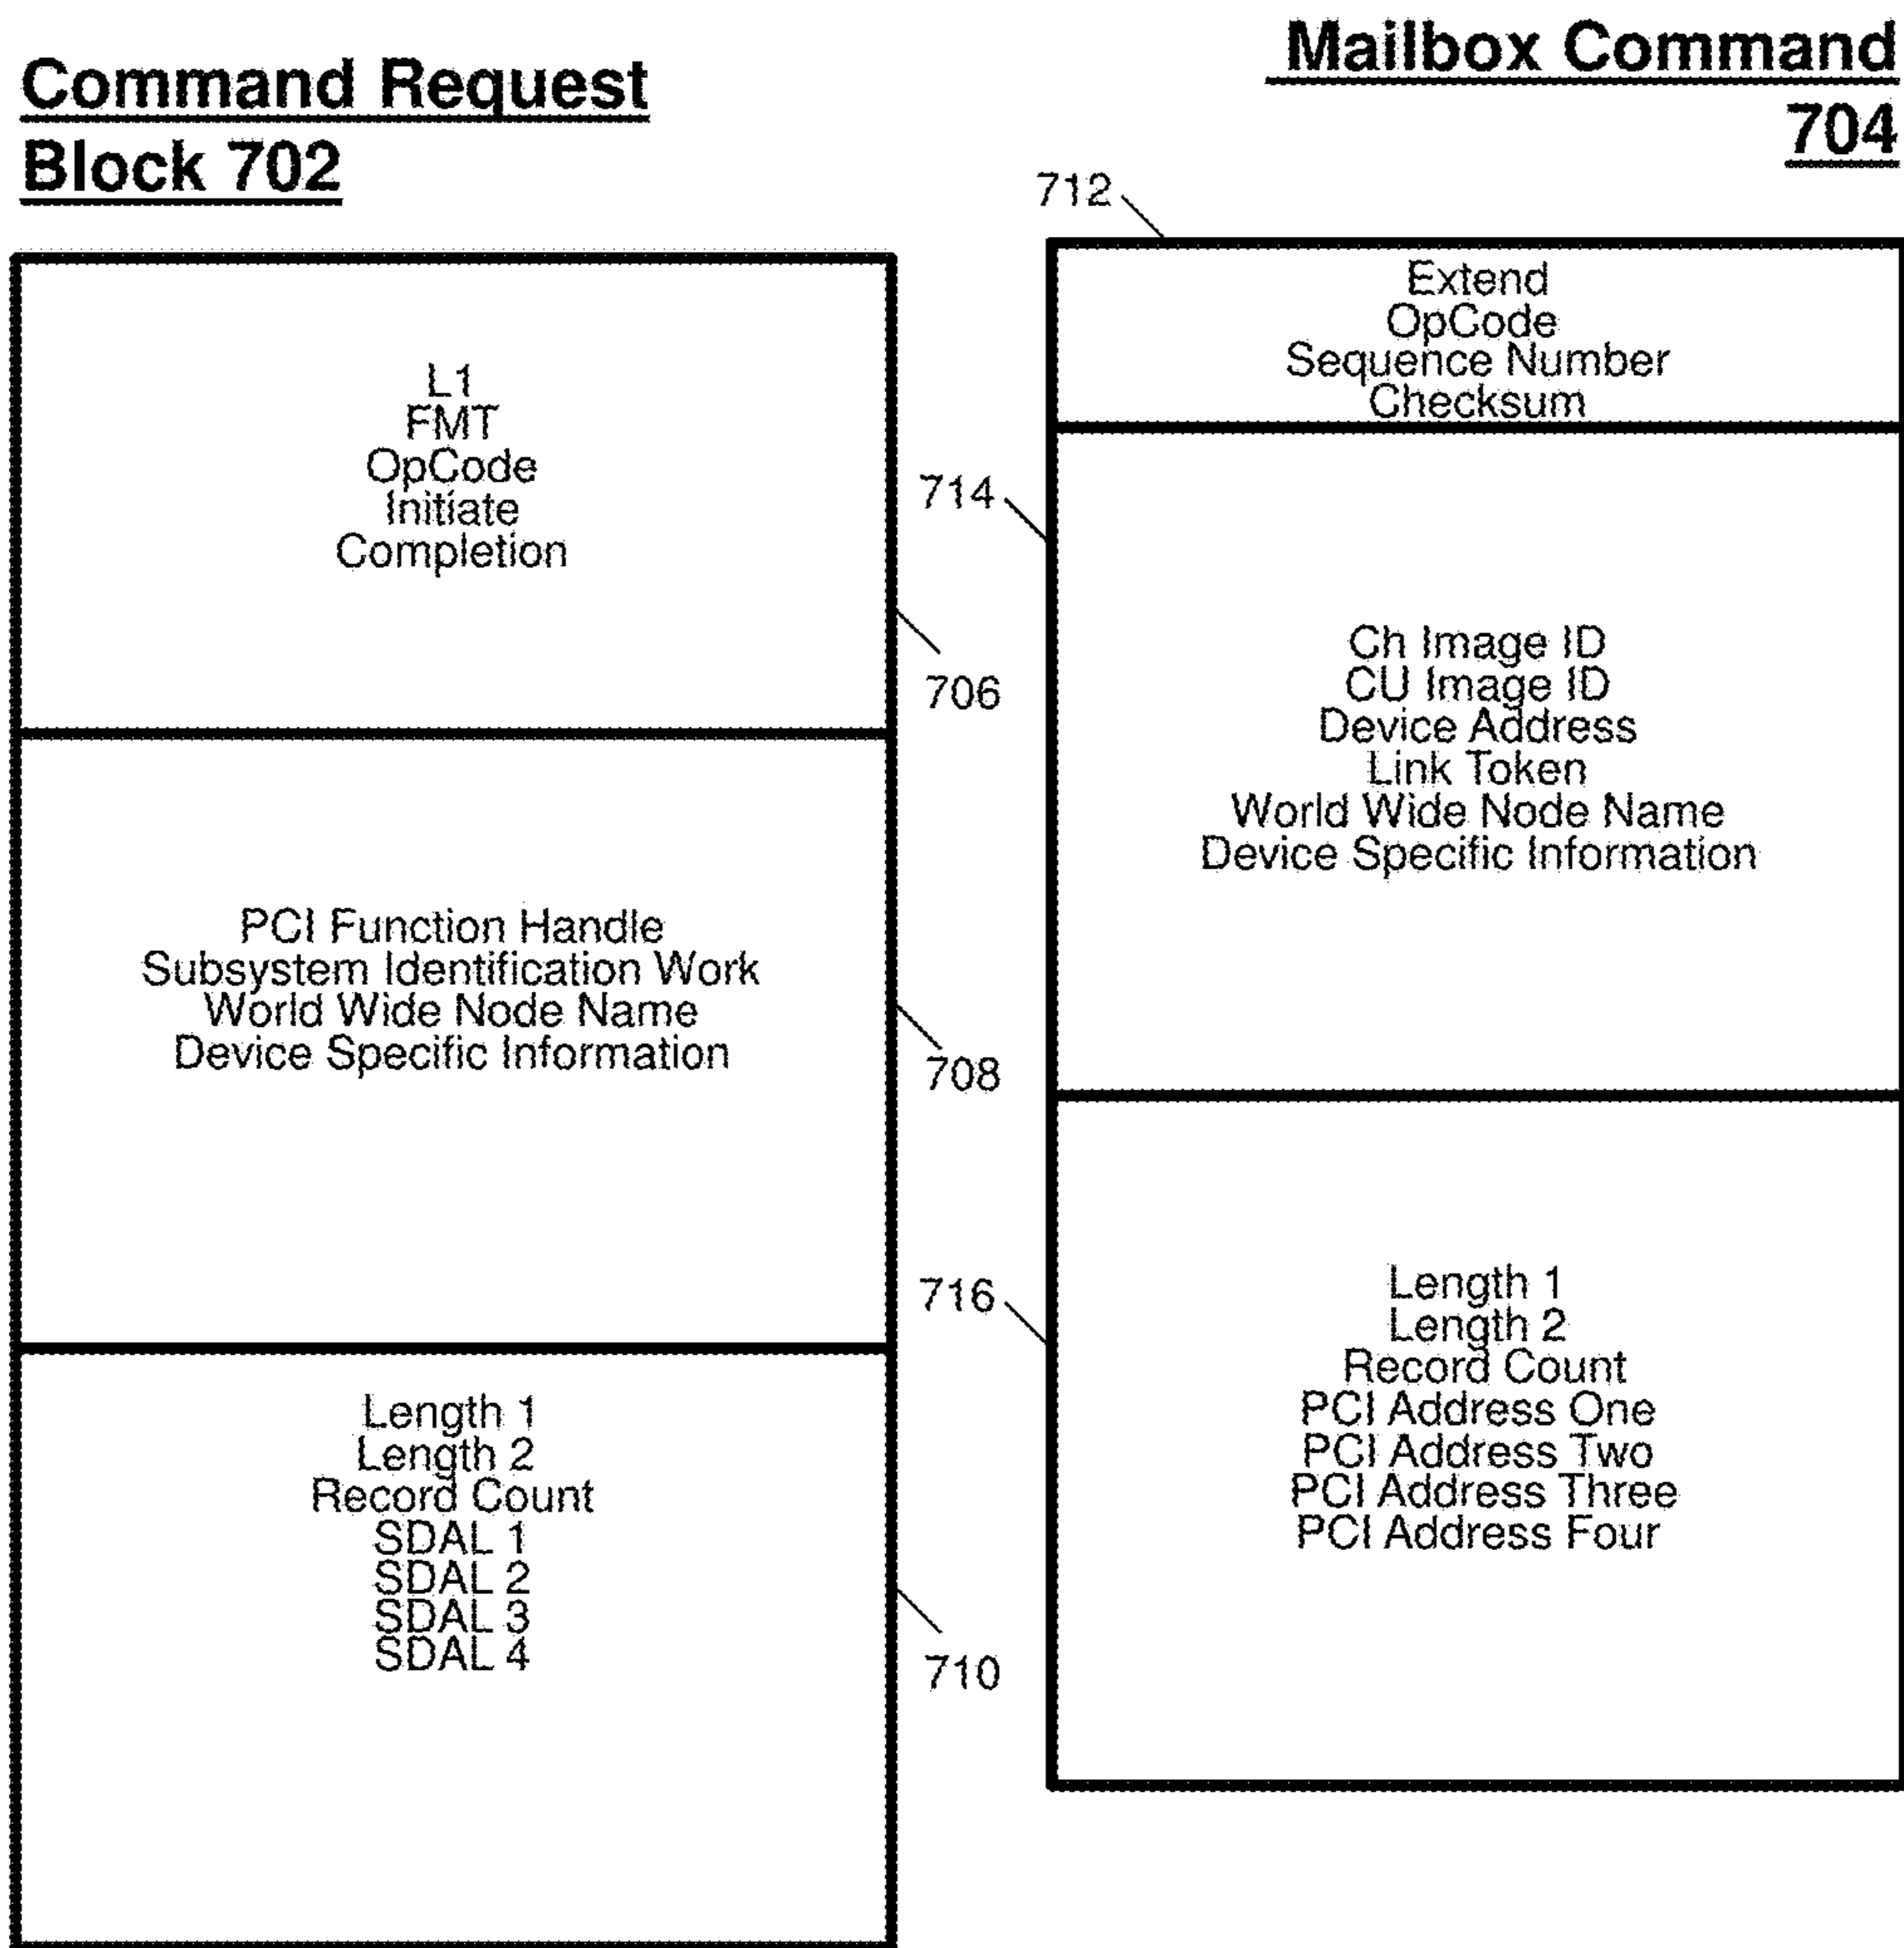 Command Request
Block 702
L1
FMT
OpCode
Initiate
Completion
706
PCI Function Handle
Subsystem Identification Work
World Wide Node Name
Device Specific Information
708
Length 1
Length 2
Record Count
SDAL 1
SDAL 2
SDAL 3
SDAL 4
710
Mailbox Command
704
712
Extend
OpCode
Sequence Number
Checksum
714
Ch Image ID
CU Image ID
Device Address
Link Token
World Wide Node Name
Device Specific Information
716
Length 1
Length 2
Record Count
PCI Address One
PCI Address Two
PCI Address Three
PCI Address Four